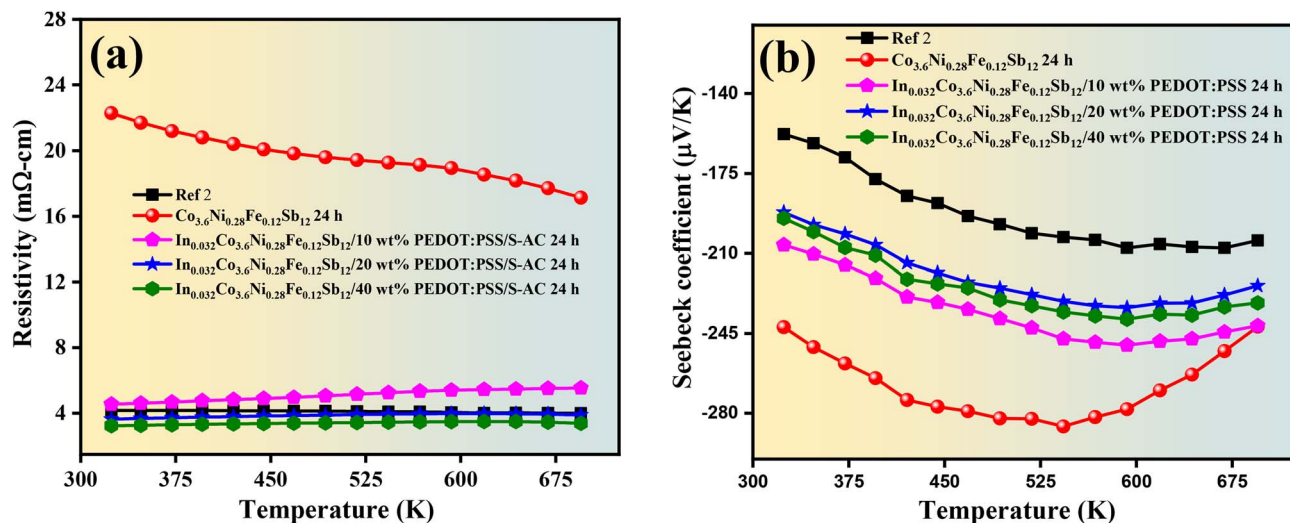 (a)
28
24
20
16
12
8
4
Resistivity (mΩ-cm)
Ref 2
Co3.6Ni0.28Fe0.12Sb12 24 h
In0.032Co3.6Ni0.28Fe0.12Sb12/10 wt% PEDOT:PSS/S-AC 24 h
In0.032Co3.6Ni0.28Fe0.12Sb12/20 wt% PEDOT:PSS/S-AC 24 h
In0.032Co3.6Ni0.28Fe0.12Sb12/40 wt% PEDOT:PSS/S-AC 24 h
300 375 450 525 600 675
Temperature (K)
(b)
Ref 2
Co3.6Ni0.28Fe0.12Sb12 24 h
In0.032Co3.6Ni0.28Fe0.12Sb12/10 wt% PEDOT:PSS 24 h
In0.032Co3.6Ni0.28Fe0.12Sb12/20 wt% PEDOT:PSS 24 h
In0.032Co3.6Ni0.28Fe0.12Sb12/40 wt% PEDOT:PSS 24 h
-140
-175
-210
-245
-280
Seebeck coefficient (μV/K)
300 375 450 525 600 675
Temperature (K)